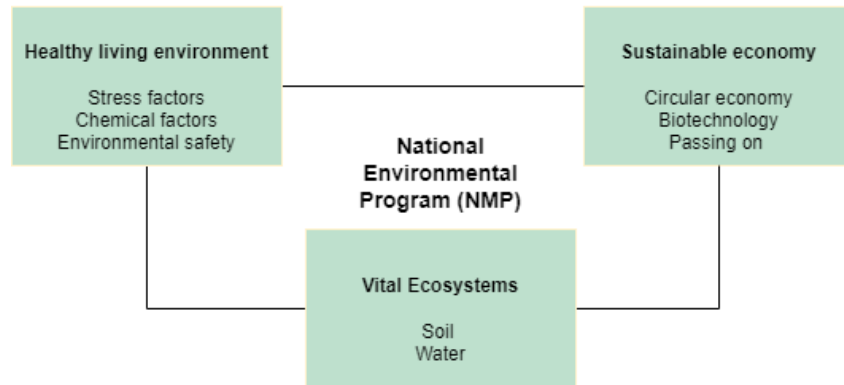 Healthy living environment
Stress factors
Chemical factors
Environmental safety
Sustainable economy
Circular economy
Biotechnology
Passing on
National
Environmental
Program (NMP)
Vital Ecosystems
Soil
Water